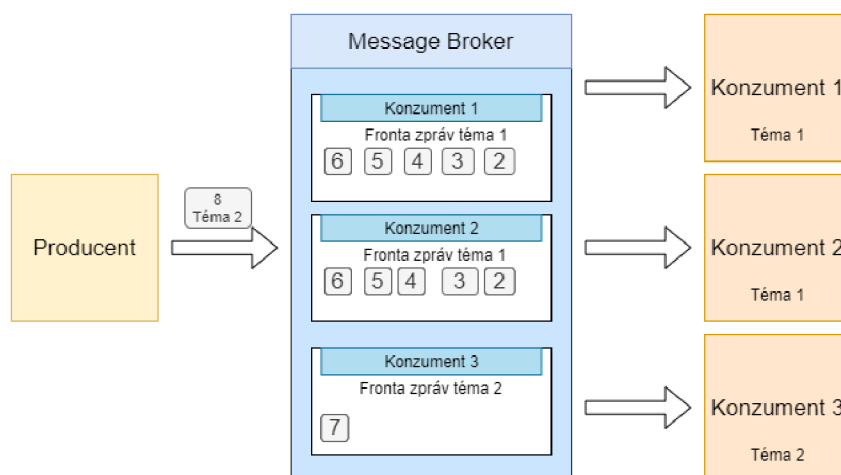 Message Broker
Konzument 1
Fronta zpráv téma 1
6 5 4 3 2
Konzument 2
Fronta zpráv téma 1
6 5 4 3 2
Konzument 3
Fronta zpráv téma 2
7
Producent
8
Téma 2
Konzument 1
Téma 1
Konzument 2
Téma 1
Konzument 3
Téma 2